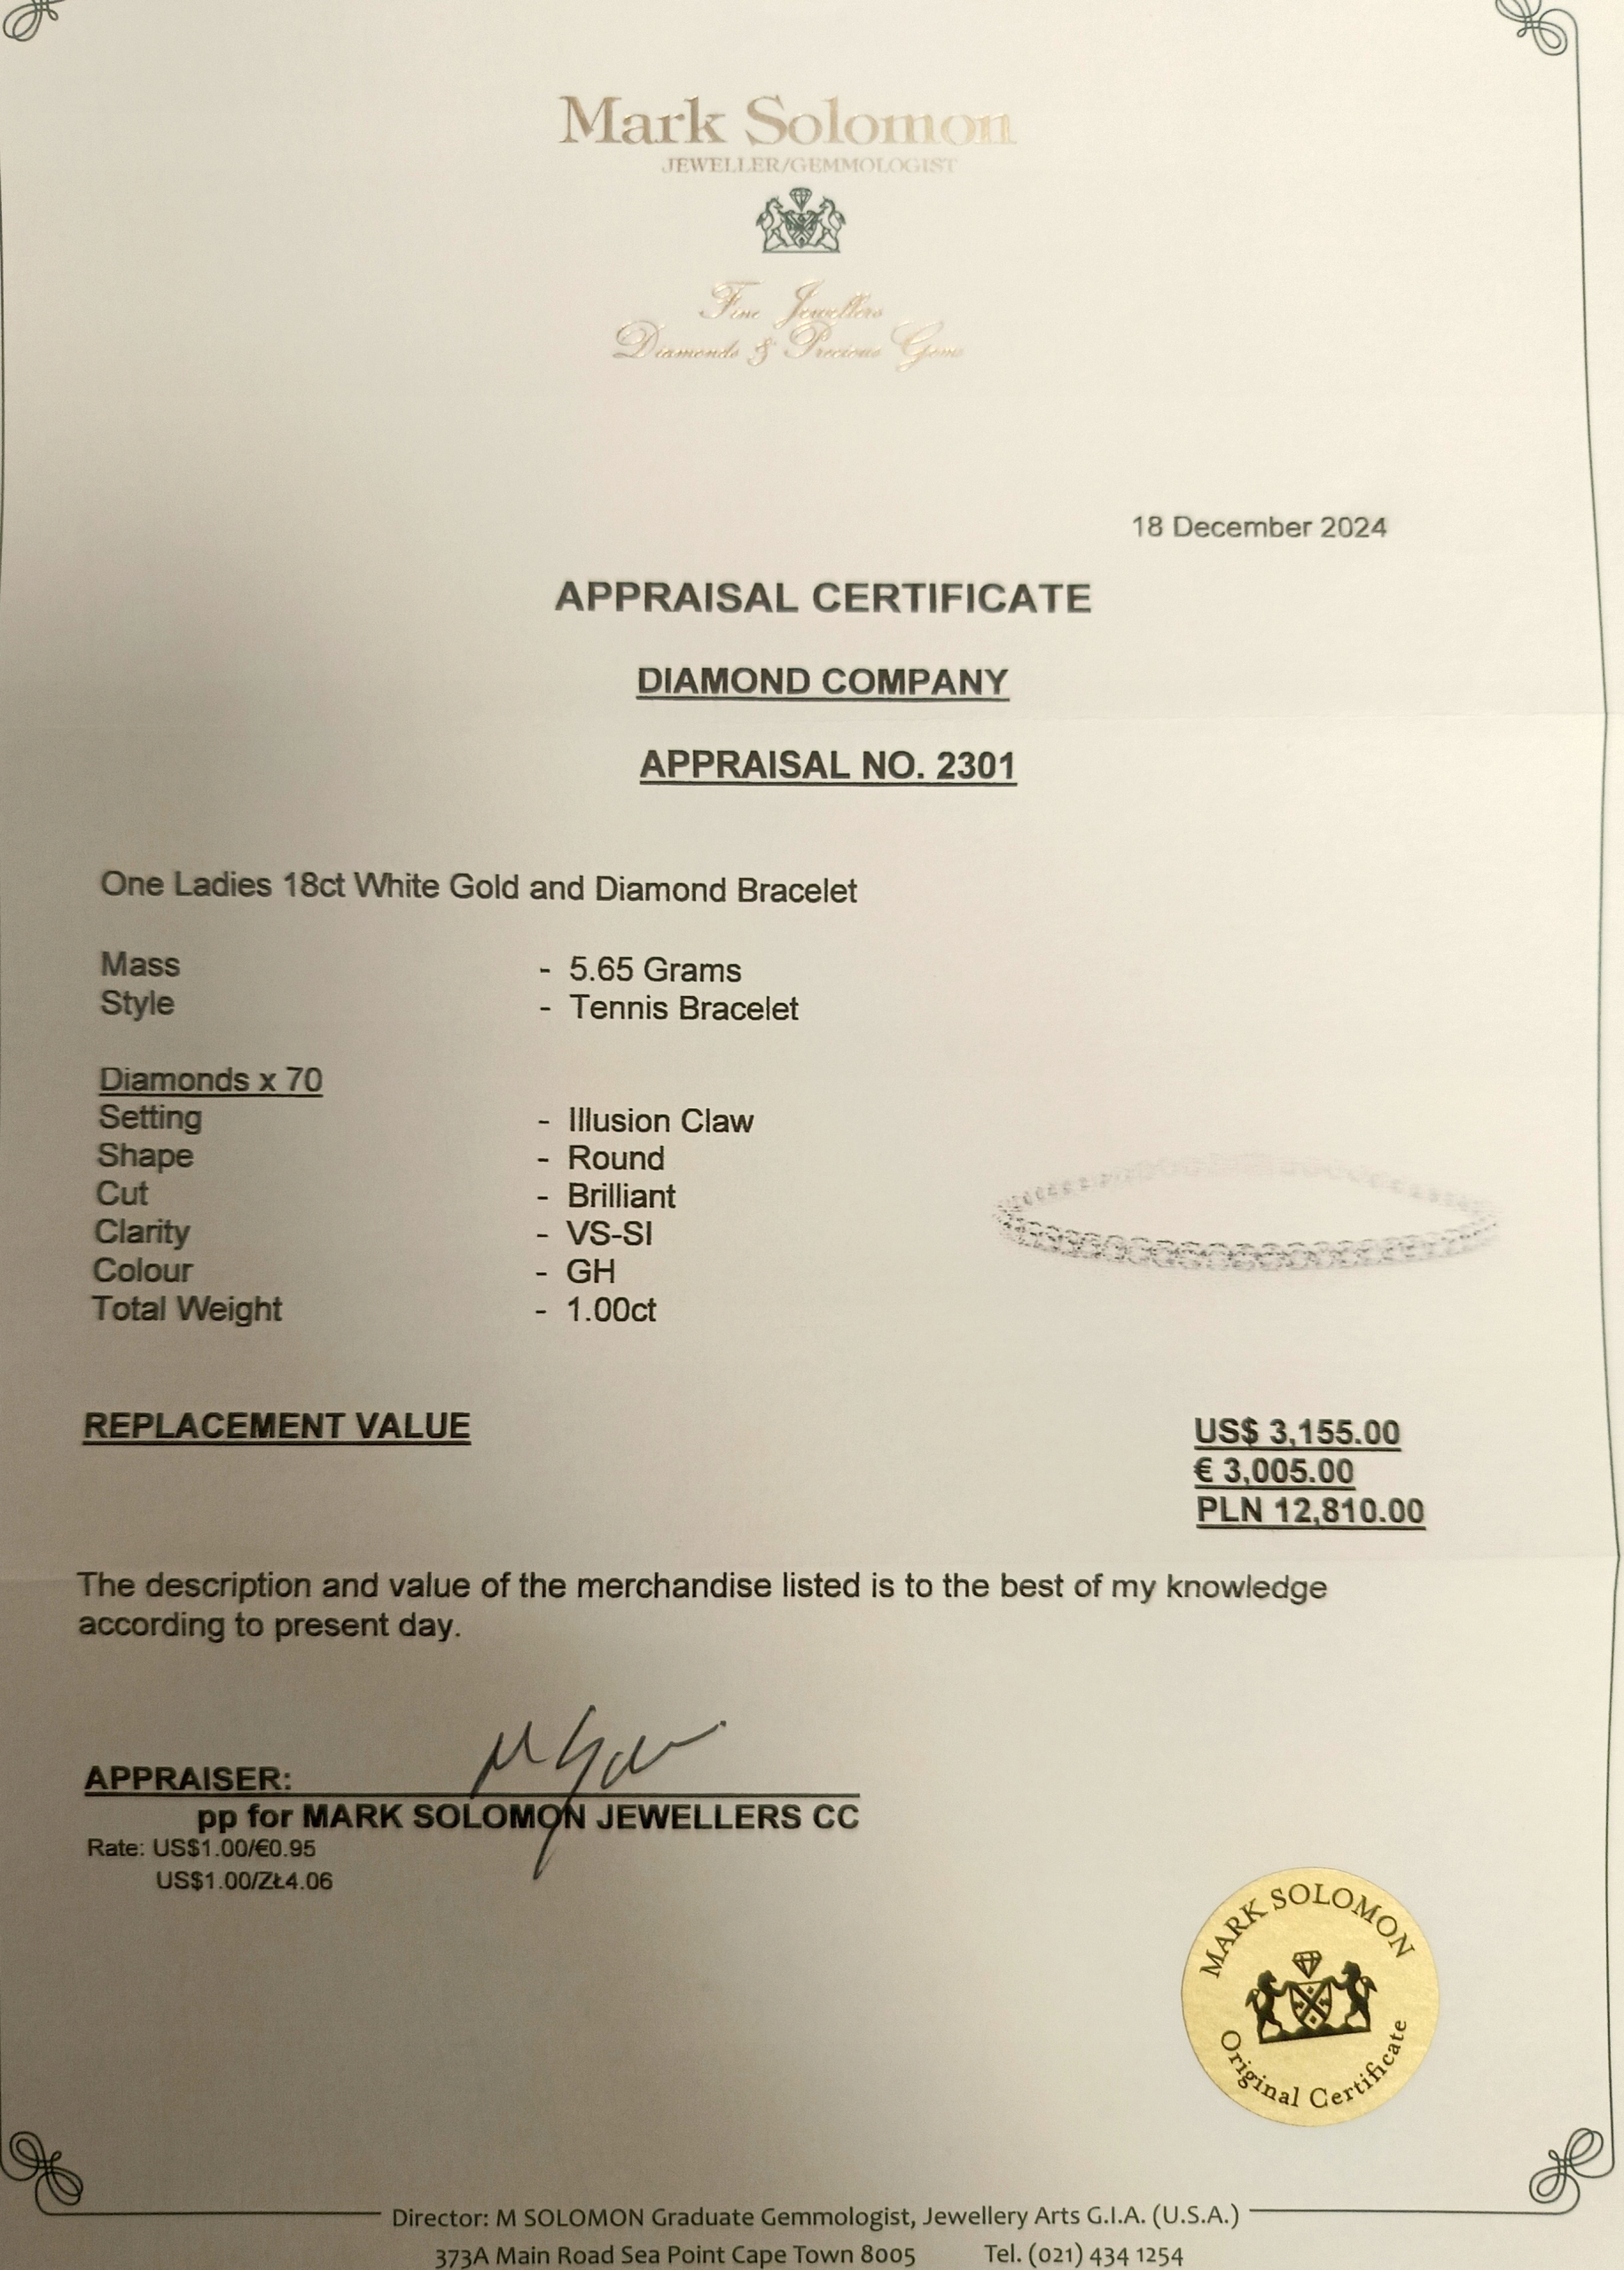 Mark Solomon
JEWELLER/GEMMOLOGIST
Fine Jewellers
Diamonds & Precious Gems
18 December 2024
APPRAISAL CERTIFICATE
DIAMOND COMPANY
APPRAISAL NO. 2301
One Ladies 18ct White Gold and Diamond Bracelet
Mass - 5.65 Grams
Style - Tennis Bracelet
Diamonds x 70
Setting - Illusion Claw
Shape - Round
Cut - Brilliant
Clarity - VS-SI
Colour - GH
Total Weight - 1.00ct
REPLACEMENT VALUE US$ 3,155.00
€ 3,005.00
PLN 12,810.00
The description and value of the merchandise listed is to the best of my knowledge
according to present day.
APPRAISER:
pp for MARK SOLOMON JEWELLERS CC
Rate: US$1.00/€0.95
US$1.00/ZŁ4.06
MARK SOLOMON
Original Certificate
Director: M SOLOMON Graduate Gemmologist, Jewellery Arts G.I.A. (U.S.A.)
373A Main Road Sea Point Cape Town 8005 Tel. (021) 434 1254